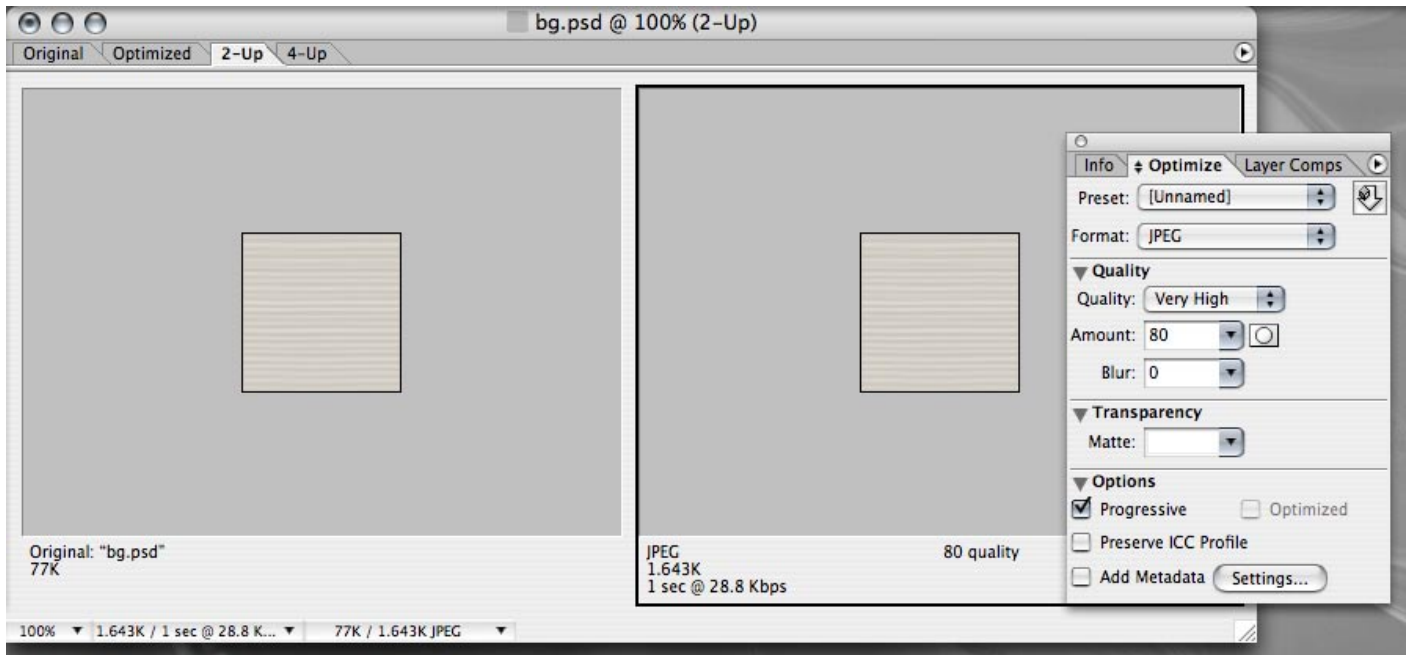 bg.psd @ 100% (2-Up)
Original Optimized 2-Up 4-Up
Info Optimize Layer Comps
Preset: [Unnamed]
Format: JPEG
Quality
Quality: Very High
Amount: 80
Blur: 0
Transparency
Matte:
Options
Progressive Optimized
Preserve ICC Profile
Add Metadata Settings...
Original: "bg.psd"
77K
JPEG 80 quality
1.643K
1 sec @ 28.8 Kbps
100% 1.643K / 1 sec @ 28.8 K... 77K / 1.643K JPEG